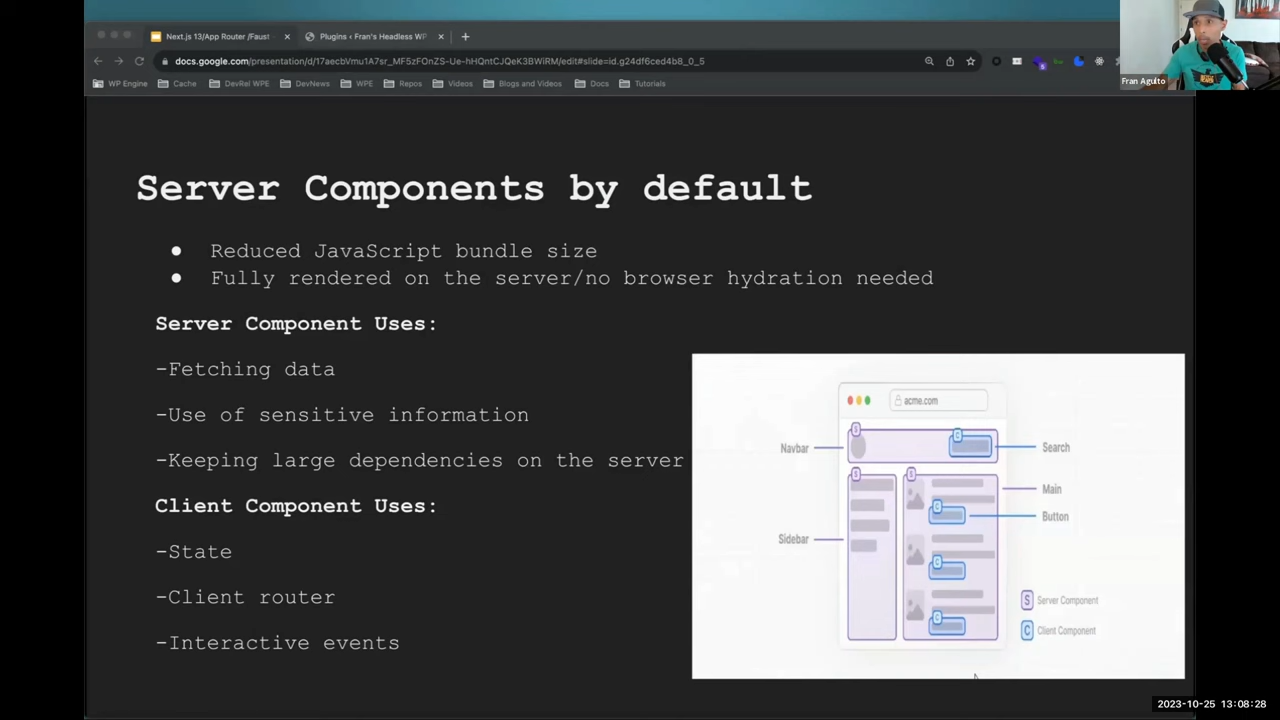 Next.js 13/App Router /Faust
Plugins ‹ Fran's Headless WP
docs.google.com/presentation/d/17aecbVmu1A7sr_MF5zFOnZS-Ue-hHQntCJQeK3BWiRM/edit#slide=id.g24df6ced4b8_0_5
WP Engine Cache DevRel WPE DevNews WPE Repos Videos Blogs and Videos Docs Tutorials
Fran Agulto
Server Components by default
● Reduced JavaScript bundle size
● Fully rendered on the server/no browser hydration needed
Server Component Uses:
-Fetching data
-Use of sensitive information
-Keeping large dependencies on the server
Client Component Uses:
-State
-Client router
-Interactive events
acme.com
S
C
Navbar
Search
S
S
Main
C
Button
Sidebar
C
C
S Server Component
C Client Component
2023-10-25 13:08:28